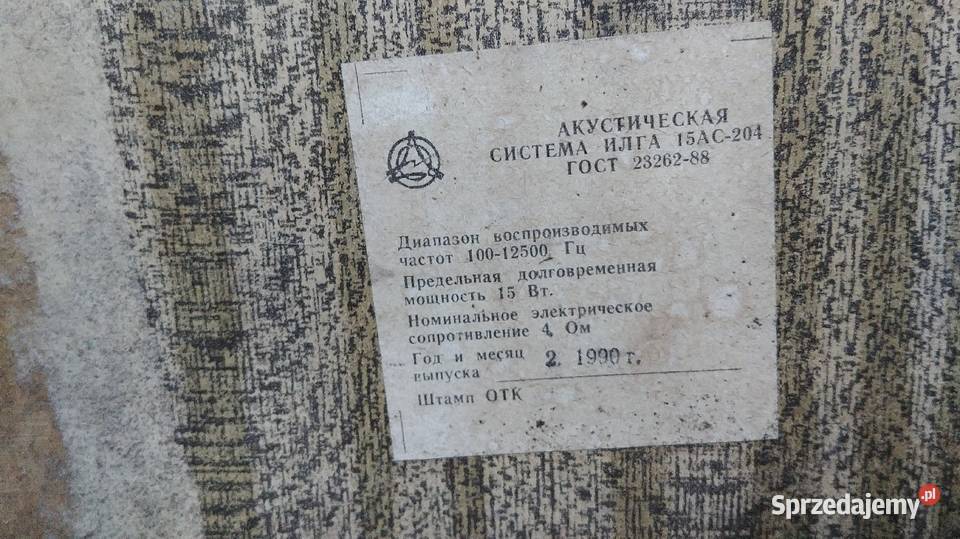 АКУСТИЧЕСКАЯ
СИСТЕМА ИЛГА 15АС-204
ГОСТ 23262-88
Диапазон воспроизводимых
частот 100-12500 Гц
Предельная долговременная
мощность 15 Вт.
Номинальное электрическое
сопротивление 4 Ом
Год и месяц 2. 1990 г.
выпуска
Штамп ОТК
Sprzedajemy.pl